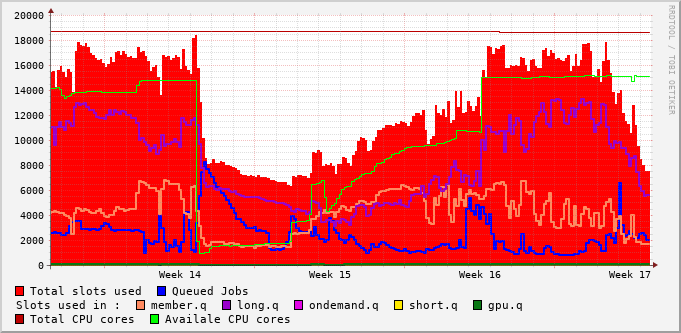 20000
18000
16000
14000
12000
10000
8000
6000
4000
2000
0
Week 14 Week 15 Week 16 Week 17
RRDTOOL / TOBI OETIKER
Total slots used Queued Jobs
Slots used in : member.q long.q ondemand.q short.q gpu.q
Total CPU cores Availale CPU cores